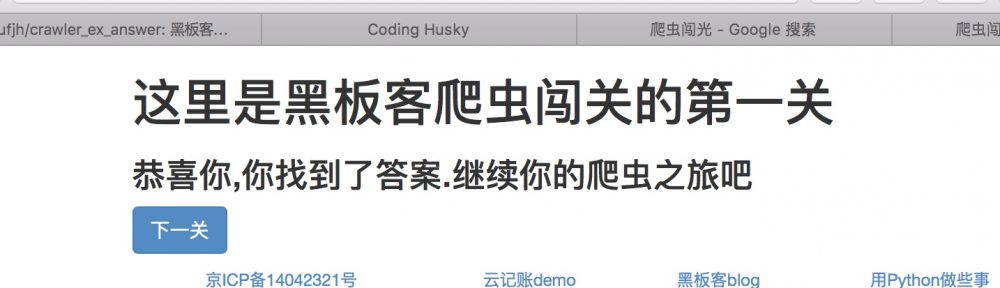 ufjh/crawler_ex_answer: 黑板客... Coding Husky 爬虫闯光 - Google 搜索 爬虫闯
这里是黑板客爬虫闯关的第一关
恭喜你,你找到了答案.继续你的爬虫之旅吧
下一关
京ICP备14042321号 云记账demo 黑板客blog 用Python做些事